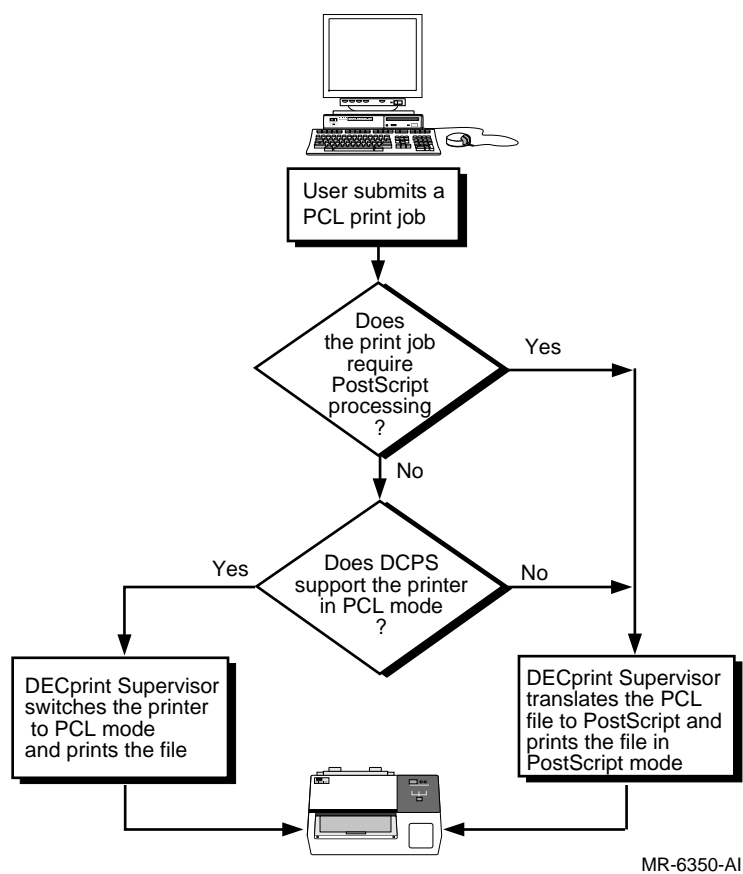 User submits a
PCL print job
Does
the print job
require
PostScript
processing
?
Yes
No
Does DCPS
support the printer
in PCL mode
?
Yes
No
DECprint Supervisor
switches the printer
to PCL mode
and prints the file
DECprint Supervisor
translates the PCL
file to PostScript and
prints the file in
PostScript mode
MR-6350-AI